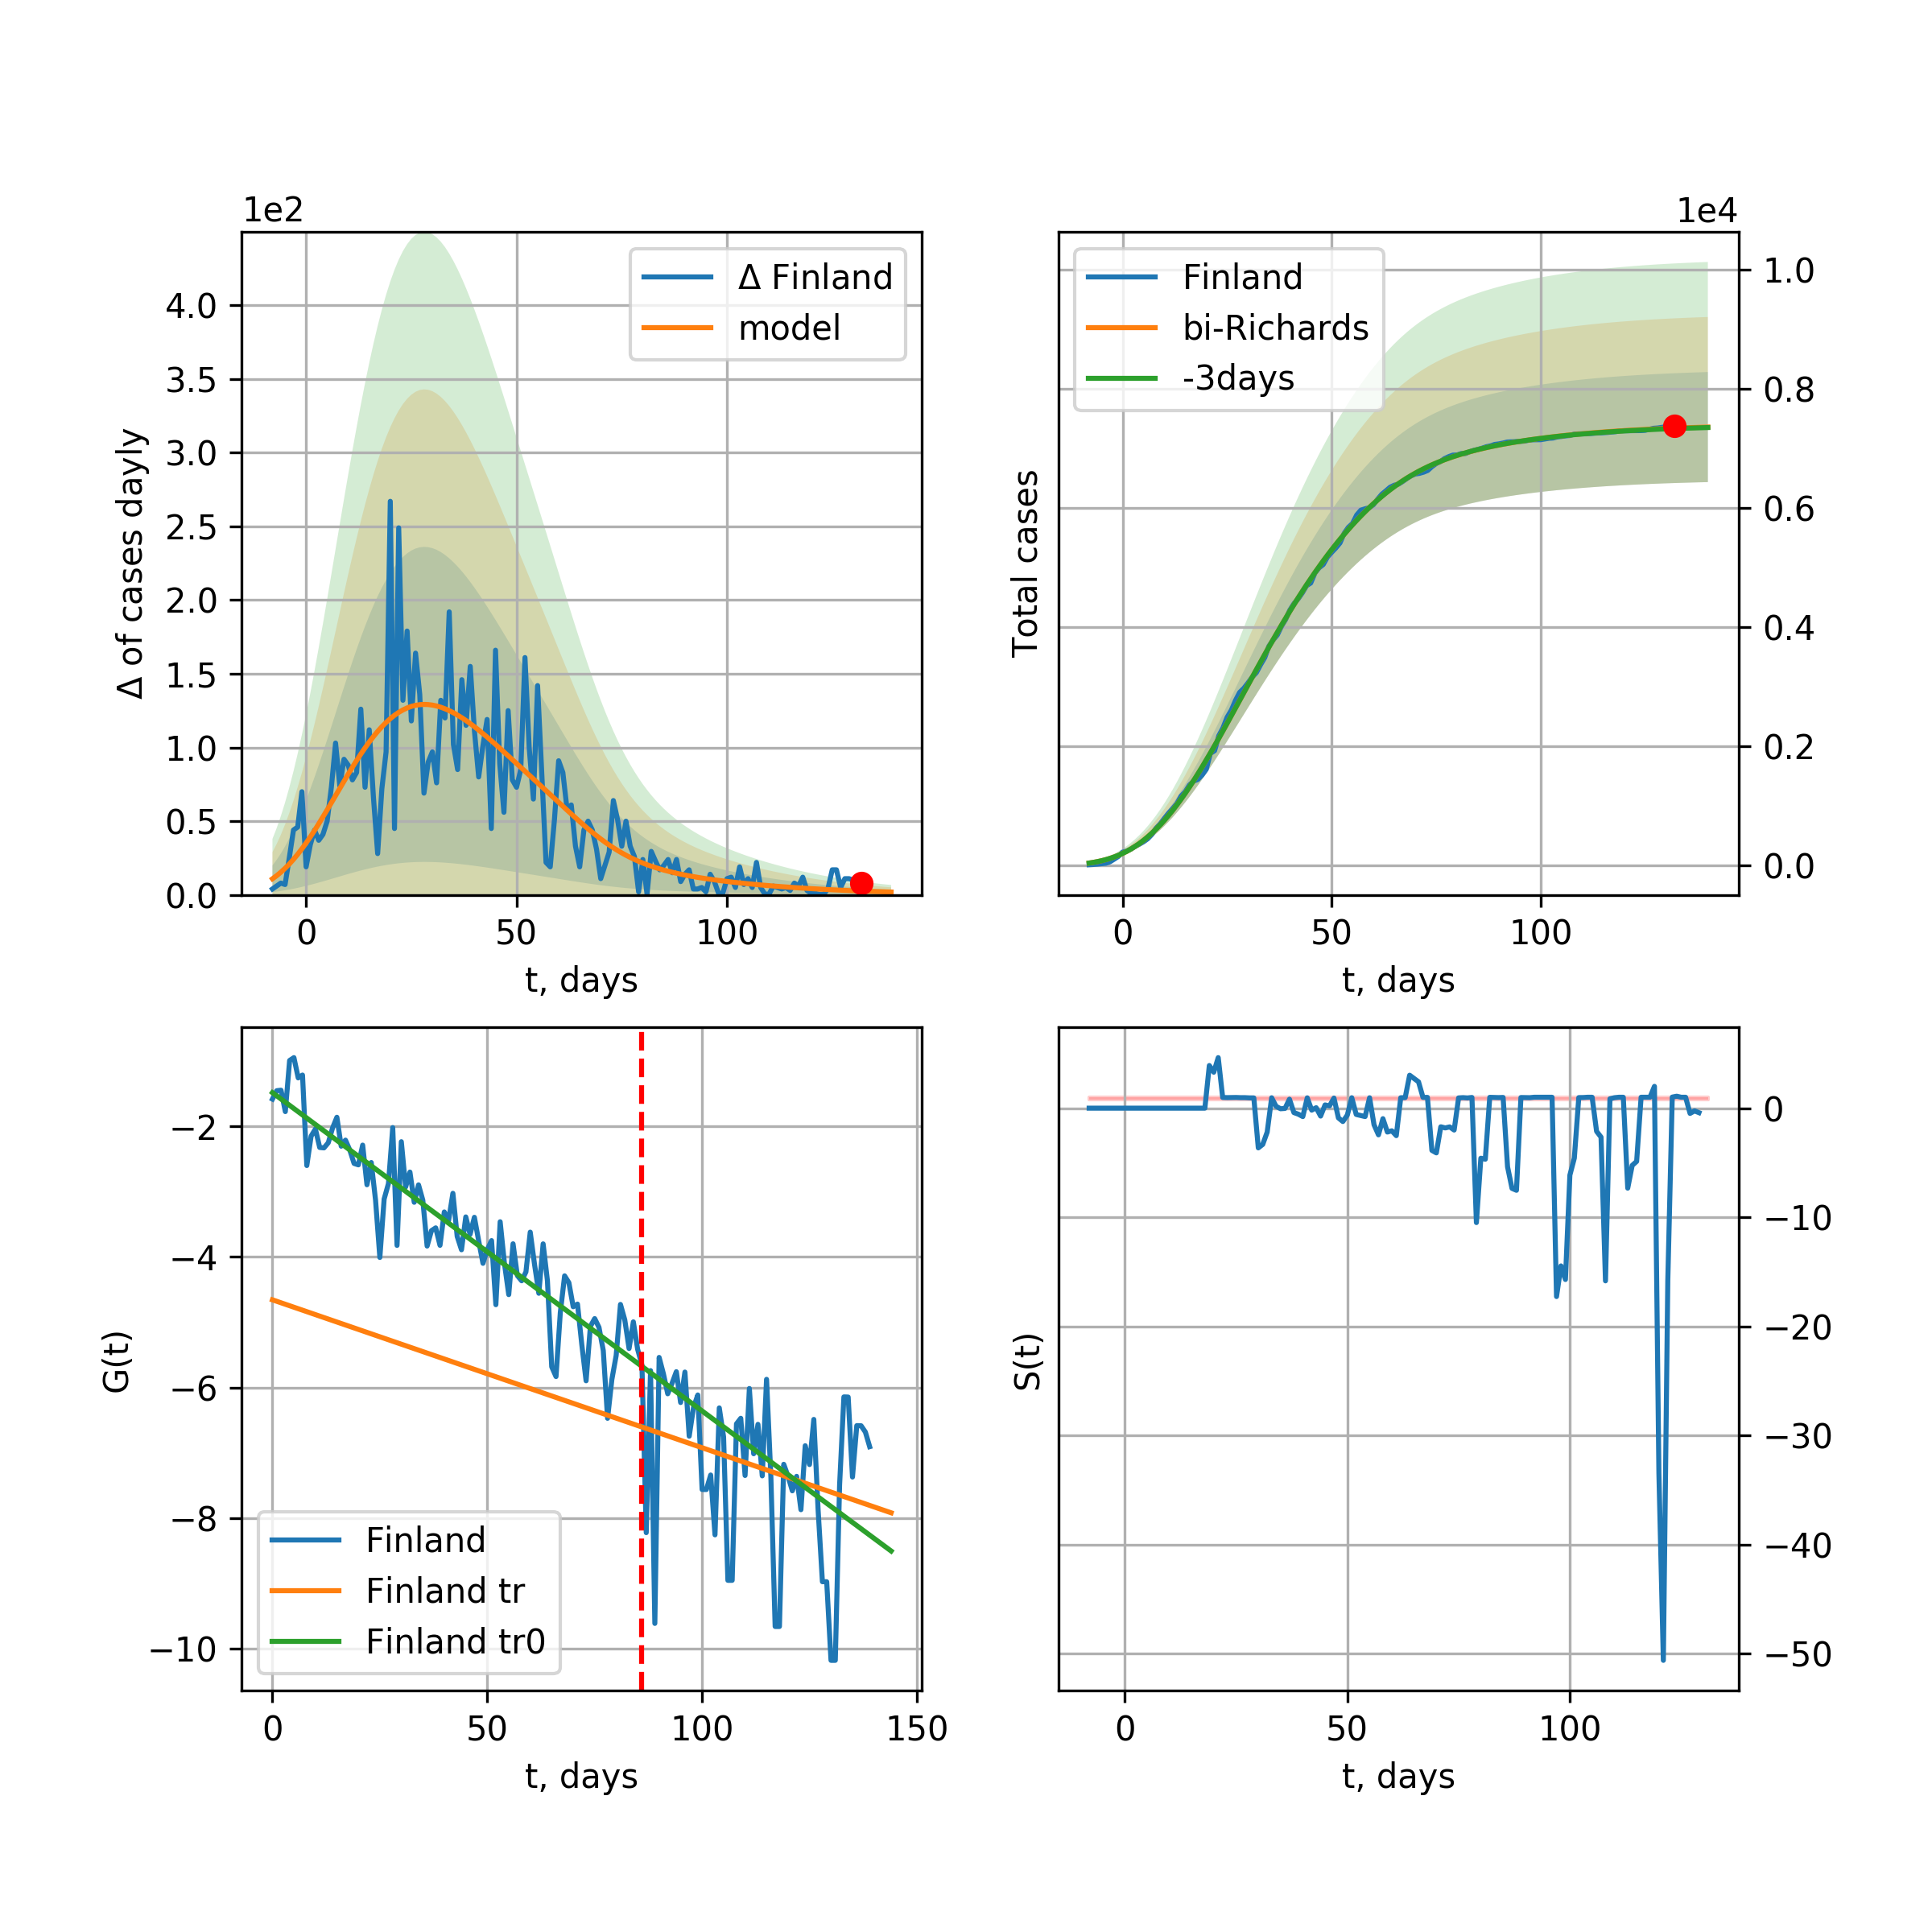 1e2
4.0
3.5
3.0
2.5
2.0
1.5
1.0
0.5
0.0
Δ of cases dayly
Δ Finland
model
0 50 100
t, days
1e4
1.0
0.8
0.6
0.4
0.2
0.0
Total cases
Finland
bi-Richards
-3days
0 50 100
t, days
−2
−4
−6
−8
−10
G(t)
Finland
Finland tr
Finland tr0
0 50 100 150
t, days
0
−10
−20
−30
−40
−50
S(t)
0 50 100
t, days